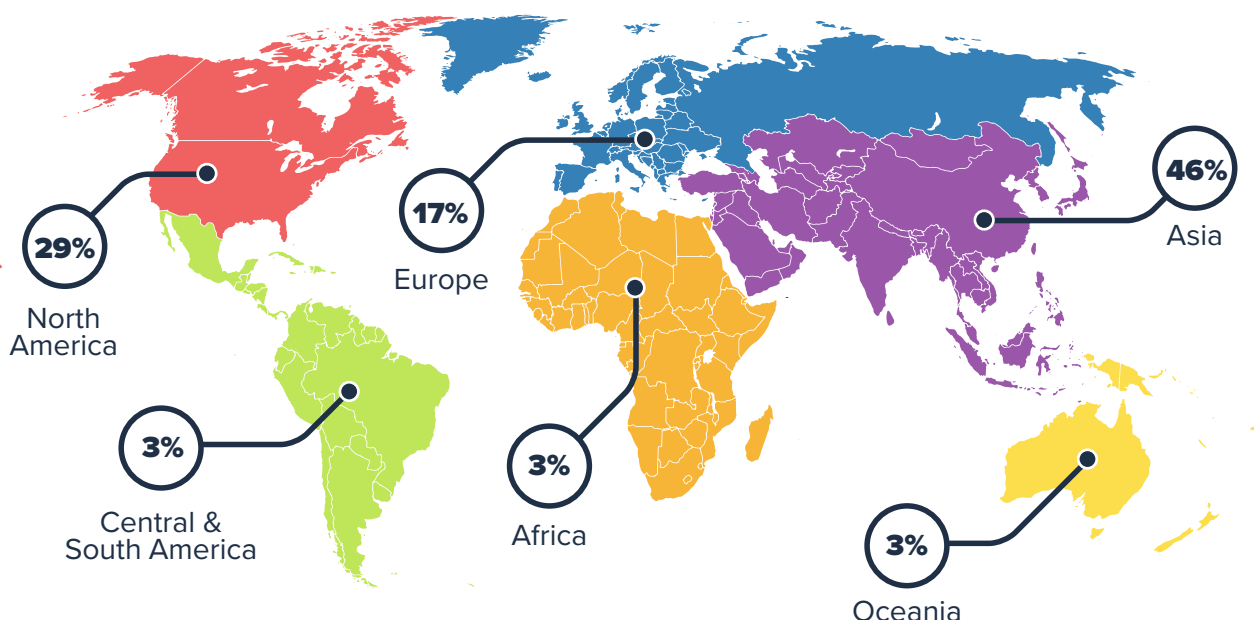 29%
North
America
17%
Europe
46%
Asia
3%
Central &
South America
3%
Africa
3%
Oceania